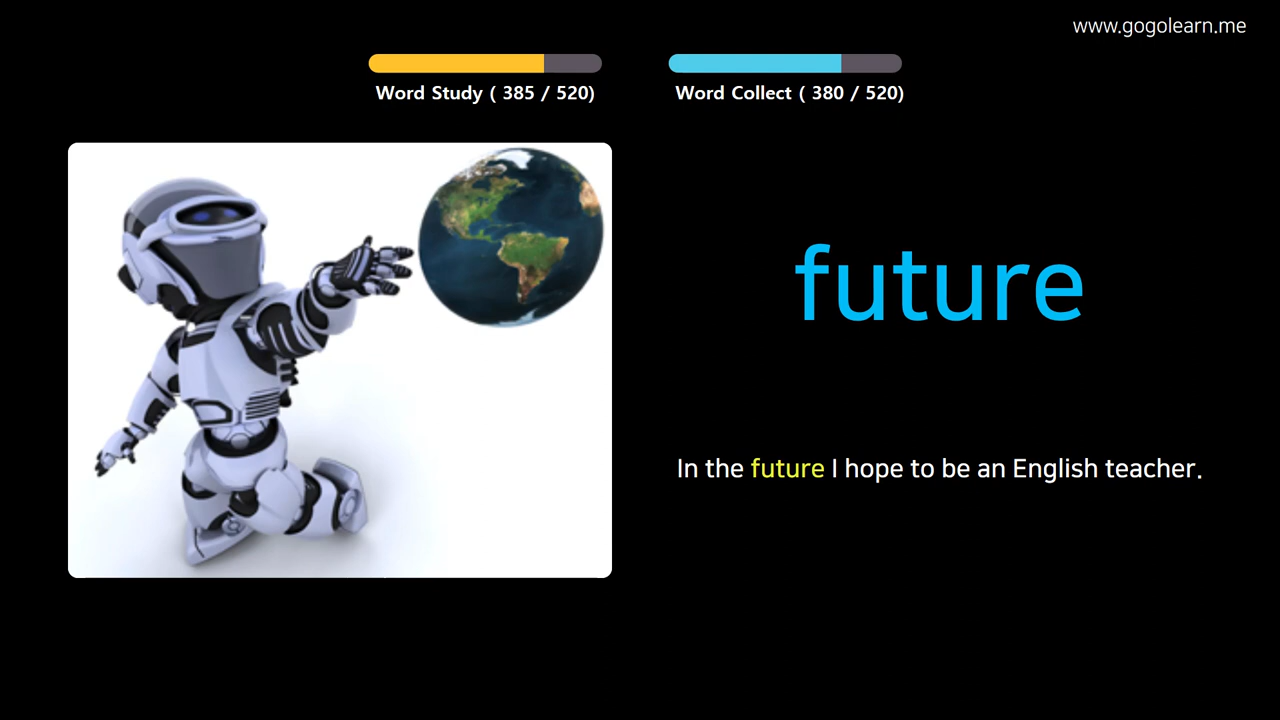 www.gogolearn.me
Word Study ( 385 / 520)
Word Collect ( 380 / 520)
future
In the future I hope to be an English teacher.